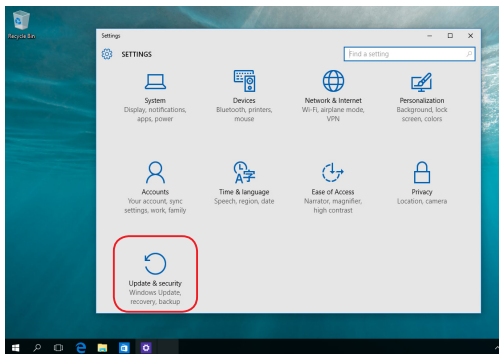 Recycle Bin
Settings
SETTINGS
Find a setting
System
Display, notifications,
apps, power
Devices
Bluetooth, printers,
mouse
Network & Internet
Wi-Fi, airplane mode,
VPN
Personalization
Background, lock
screen, colors
Accounts
Your account, sync
settings, work, family
Time & language
Speech, region, date
Ease of Access
Narrator, magnifier,
high contrast
Privacy
Location, camera
Update & security
Windows Update,
recovery, backup